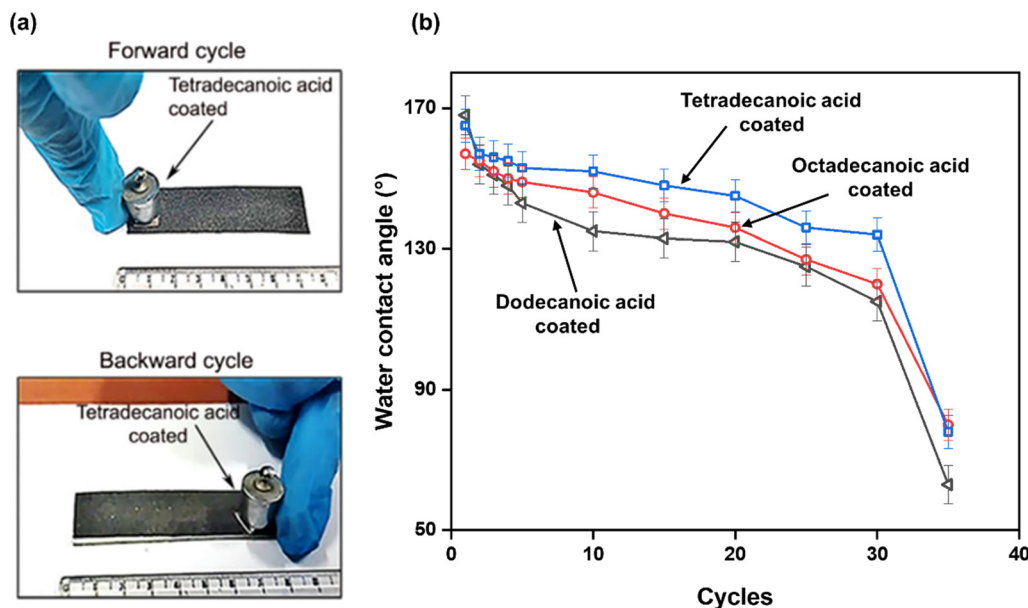 (a)
Forward cycle
Tetradecanoic acid
coated
Backward cycle
Tetradecanoic acid
coated
(b)
Water contact angle (°)
170
130
90
50
0
10
20
30
40
Cycles
Tetradecanoic acid
coated
Octadecanoic acid
coated
Dodecanoic acid
coated